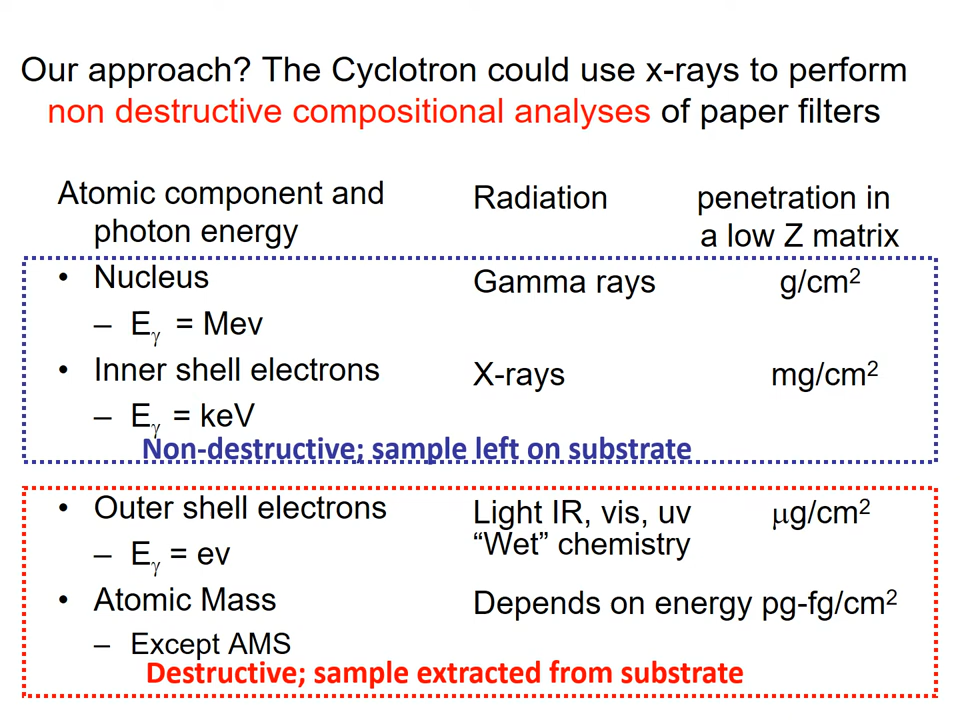 Our approach? The Cyclotron could use x-rays to perform
non destructive compositional analyses of paper filters
Atomic component and photon energy
Radiation
penetration in a low Z matrix
• Nucleus Gamma rays g/cm²
– Eγ = Mev
• Inner shell electrons X-rays mg/cm²
– Eγ = keV
Non-destructive; sample left on substrate
• Outer shell electrons Light IR, vis, uv μg/cm²
“Wet” chemistry
– Eγ = ev
• Atomic Mass Depends on energy pg-fg/cm²
– Except AMS
Destructive; sample extracted from substrate